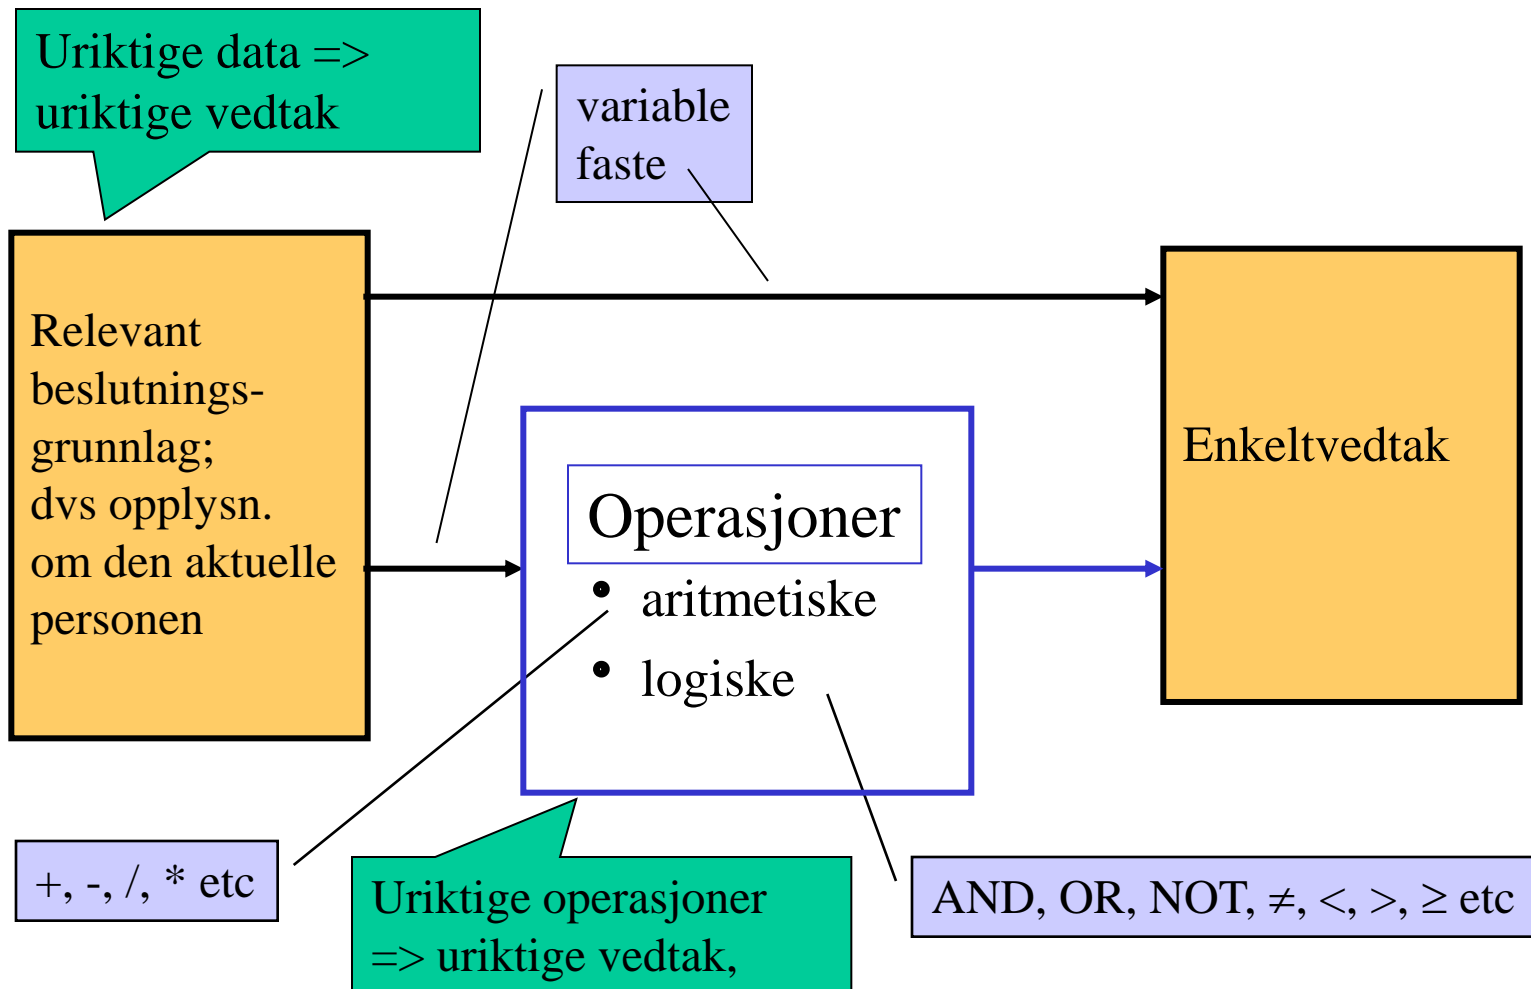 Uriktige data =>
uriktige vedtak
variable
faste
Relevant
beslutnings-
grunnlag;
dvs opplysn.
om den aktuelle
personen
Enkeltvedtak
Operasjoner
• aritmetiske
• logiske
+, -, /, * etc
Uriktige operasjoner
=> uriktige vedtak,
AND, OR, NOT, ≠, <, >, ≥ etc